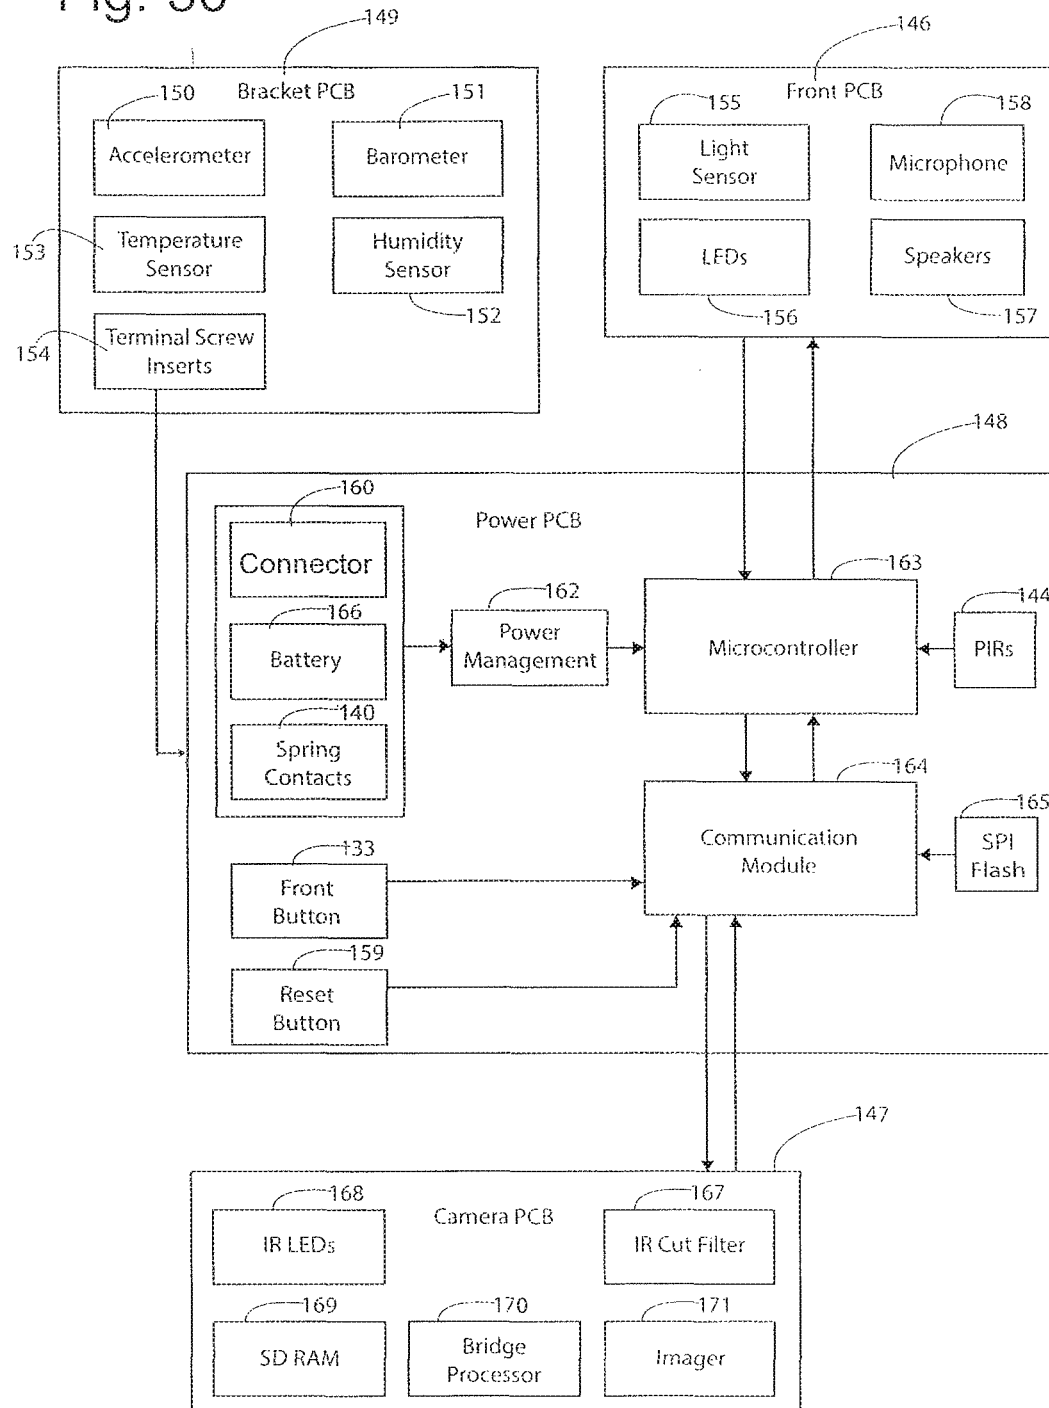 Fig. 30
149
146
Bracket PCB
150
151
Accelerometer
Barometer
153
Temperature
Sensor
Humidity
Sensor
152
154
Terminal Screw
Inserts
Front PCB
155
158
Light
Sensor
Microphone
LEDs
Speakers
156
157
148
Power PCB
160
Connector
166
Battery
140
Spring
Contacts
162
Power
Management
163
Microcontroller
144
PIRs
164
Communication
Module
165
SPI
Flash
133
Front
Button
159
Reset
Button
147
Camera PCB
168
IR LEDs
167
IR Cut Filter
169
SD RAM
170
Bridge
Processor
171
Imager